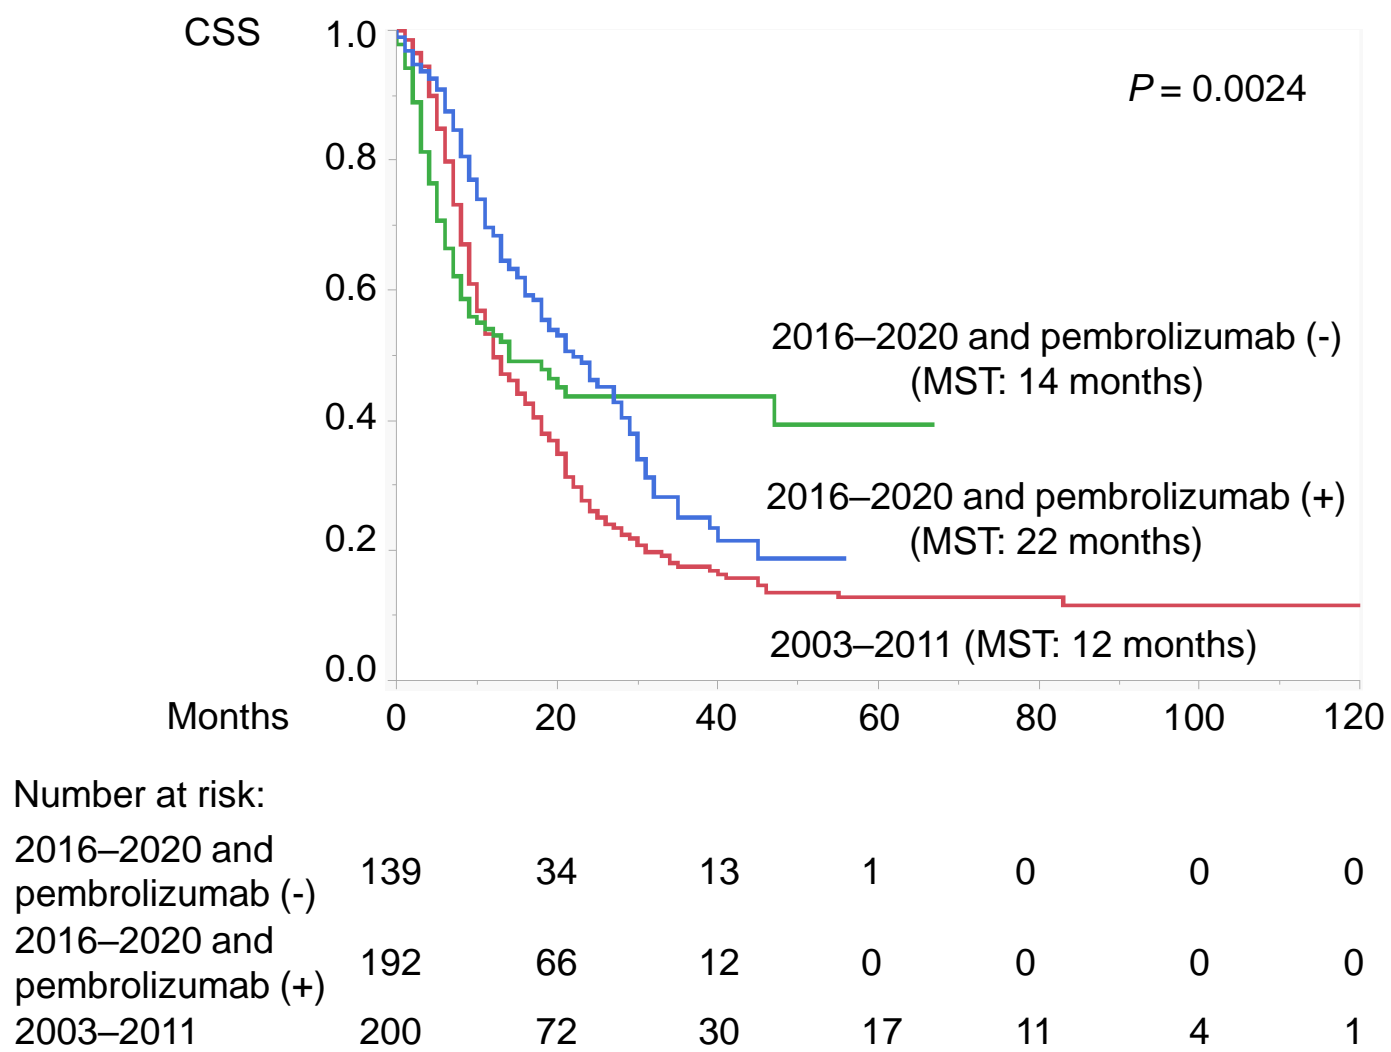 CSS
1.0
P = 0.0024
0.8
0.6
2016–2020 and pembrolizumab (-)
(MST: 14 months)
0.4
2016–2020 and pembrolizumab (+)
(MST: 22 months)
0.2
2003–2011 (MST: 12 months)
0.0
Months 0 20 40 60 80 100 120
Number at risk:
2016–2020 and
pembrolizumab (-) 139 34 13 1 0 0 0
2016–2020 and
pembrolizumab (+) 192 66 12 0 0 0 0
2003–2011 200 72 30 17 11 4 1